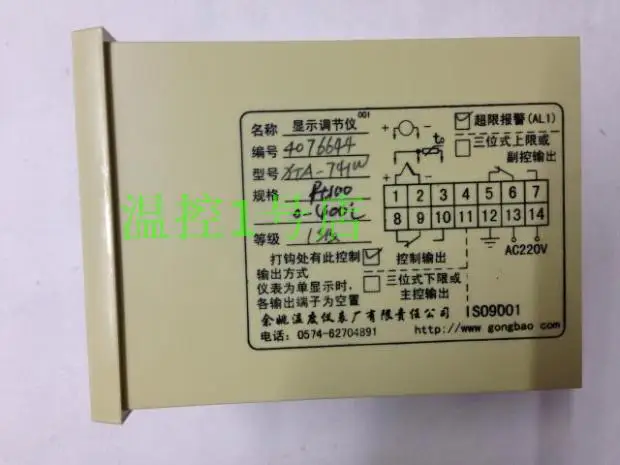 001
名称 显示调节仪
编号 4076644
型号 XTA-741W
规格 Pt100
0-400℃
等级 1级
打钩处有此控制
输出方式
仪表为单显示时,
各输出端子为空置
+ - to
+ -
超限报警(AL1)
三位式上限或
副控输出
1 2 3 4 5 6 7
8 9 10 11 12 13 14
AC220V
控制输出
三位式下限或
主控输出
余姚温度仪表厂有限责任公司 IS09001
电话: 0574-62704891 http://www.gongbao com
温控1号店